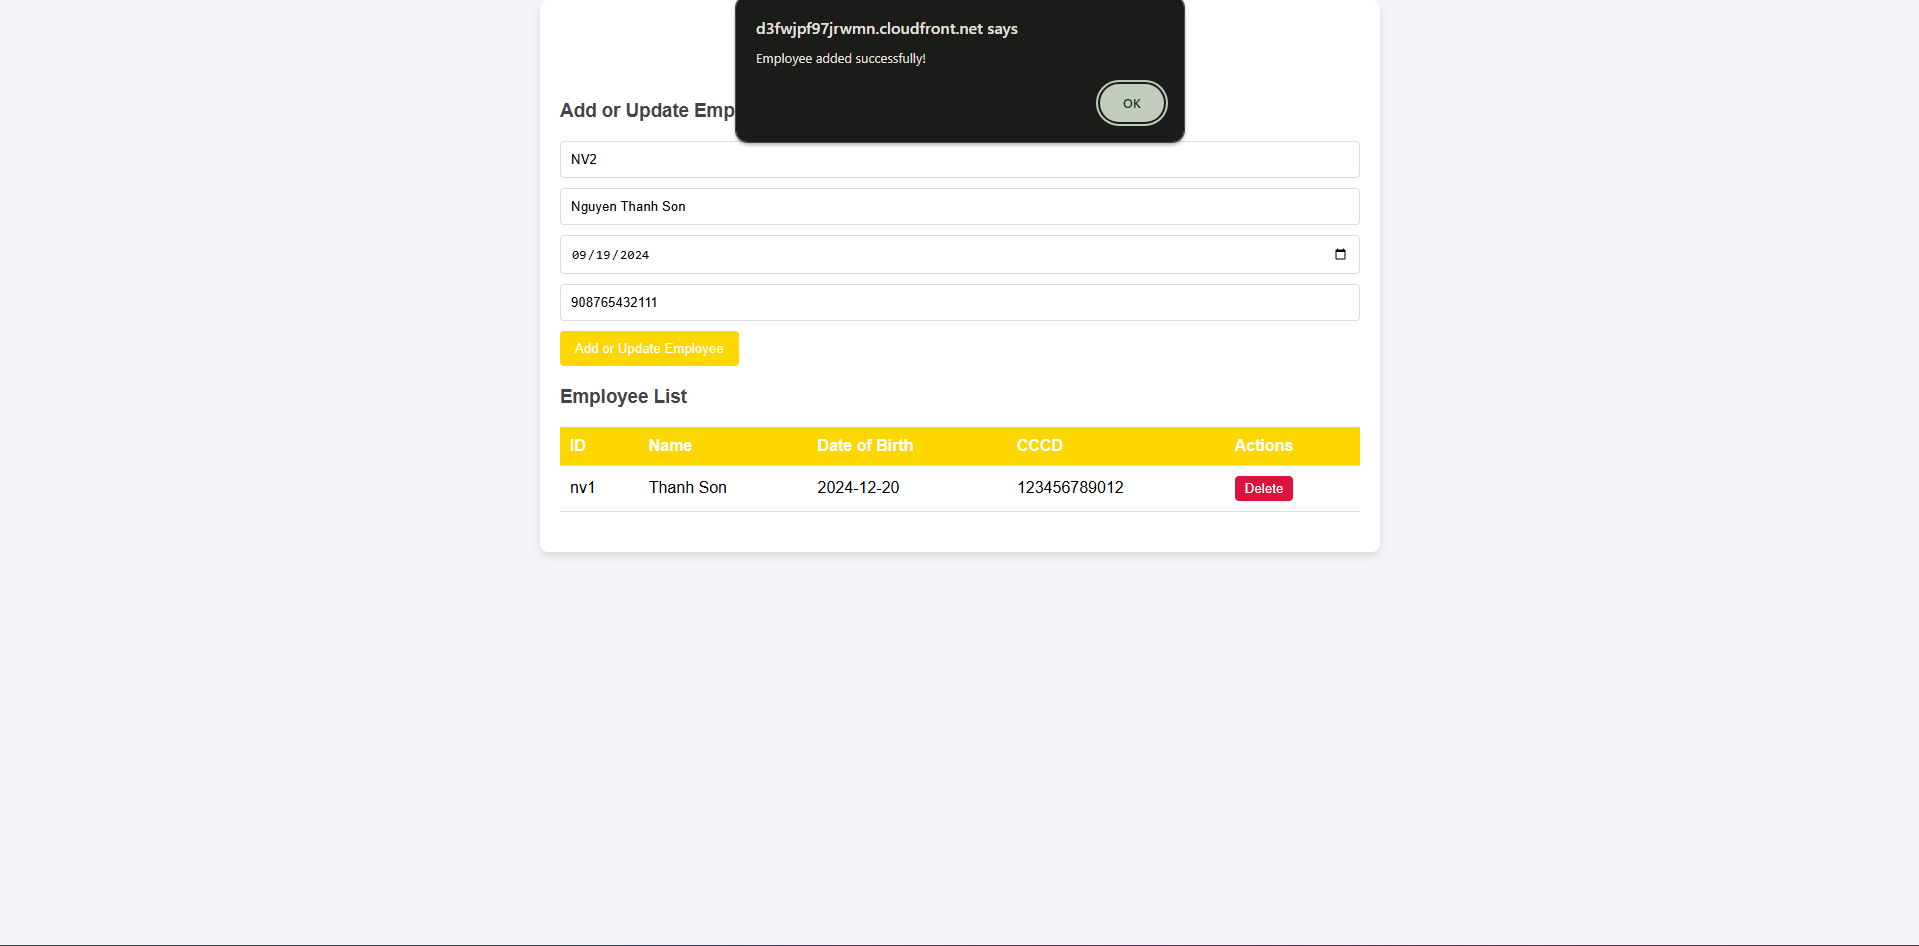 d3fwjpf97jrwmn.cloudfront.net says
Employee added successfully!
OK
Add or Update Emp
NV2
Nguyen Thanh Son
09/19/2024
908765432111
Add or Update Employee
Employee List
ID Name Date of Birth CCCD Actions
nv1 Thanh Son 2024-12-20 123456789012 Delete